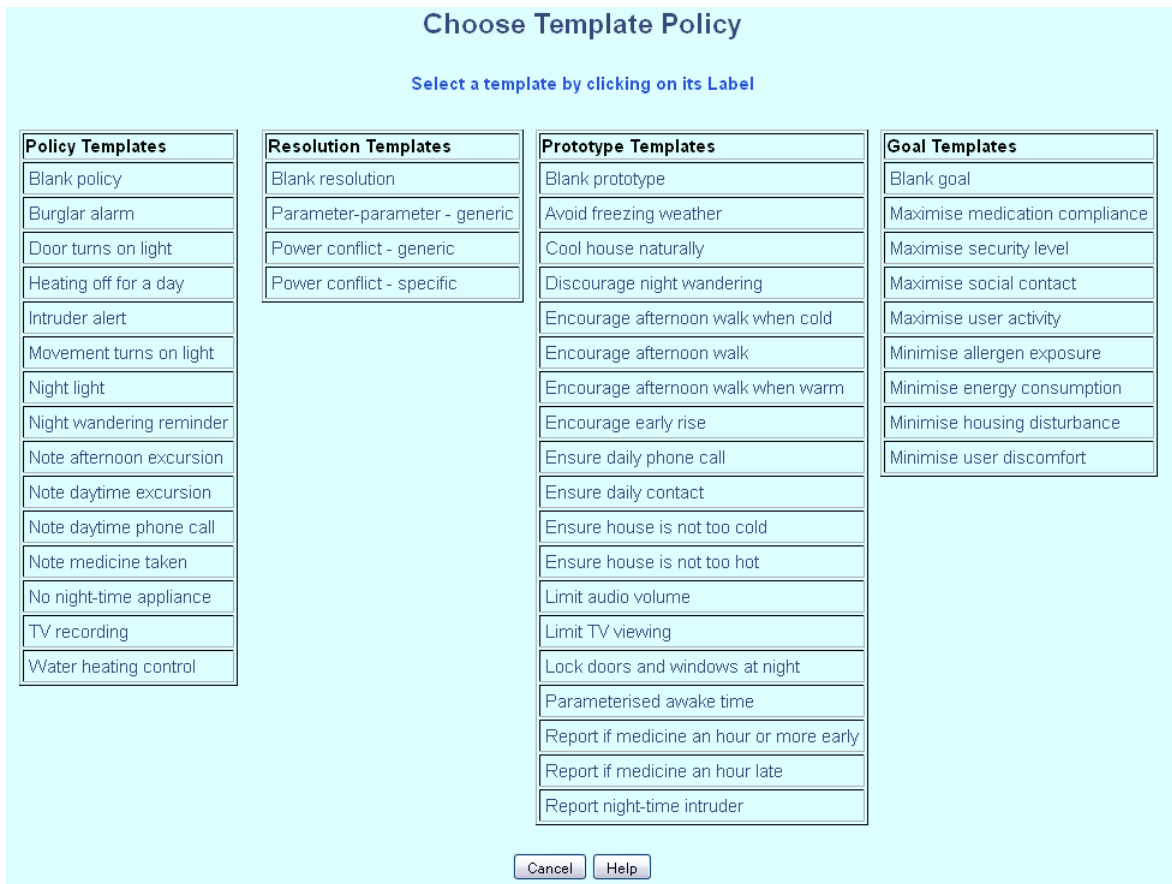 Choose Template Policy
Select a template by clicking on its Label
Policy Templates
Blank policy
Burglar alarm
Door turns on light
Heating off for a day
Intruder alert
Movement turns on light
Night light
Night wandering reminder
Note afternoon excursion
Note daytime excursion
Note daytime phone call
Note medicine taken
No night-time appliance
TV recording
Water heating control
Resolution Templates
Blank resolution
Parameter-parameter - generic
Power conflict - generic
Power conflict - specific
Prototype Templates
Blank prototype
Avoid freezing weather
Cool house naturally
Discourage night wandering
Encourage afternoon walk when cold
Encourage afternoon walk
Encourage afternoon walk when warm
Encourage early rise
Ensure daily phone call
Ensure daily contact
Ensure house is not too cold
Ensure house is not too hot
Limit audio volume
Limit TV viewing
Lock doors and windows at night
Parameterised awake time
Report if medicine an hour or more early
Report if medicine an hour late
Report night-time intruder
Goal Templates
Blank goal
Maximise medication compliance
Maximise security level
Maximise social contact
Maximise user activity
Minimise allergen exposure
Minimise energy consumption
Minimise housing disturbance
Minimise user discomfort
Cancel Help